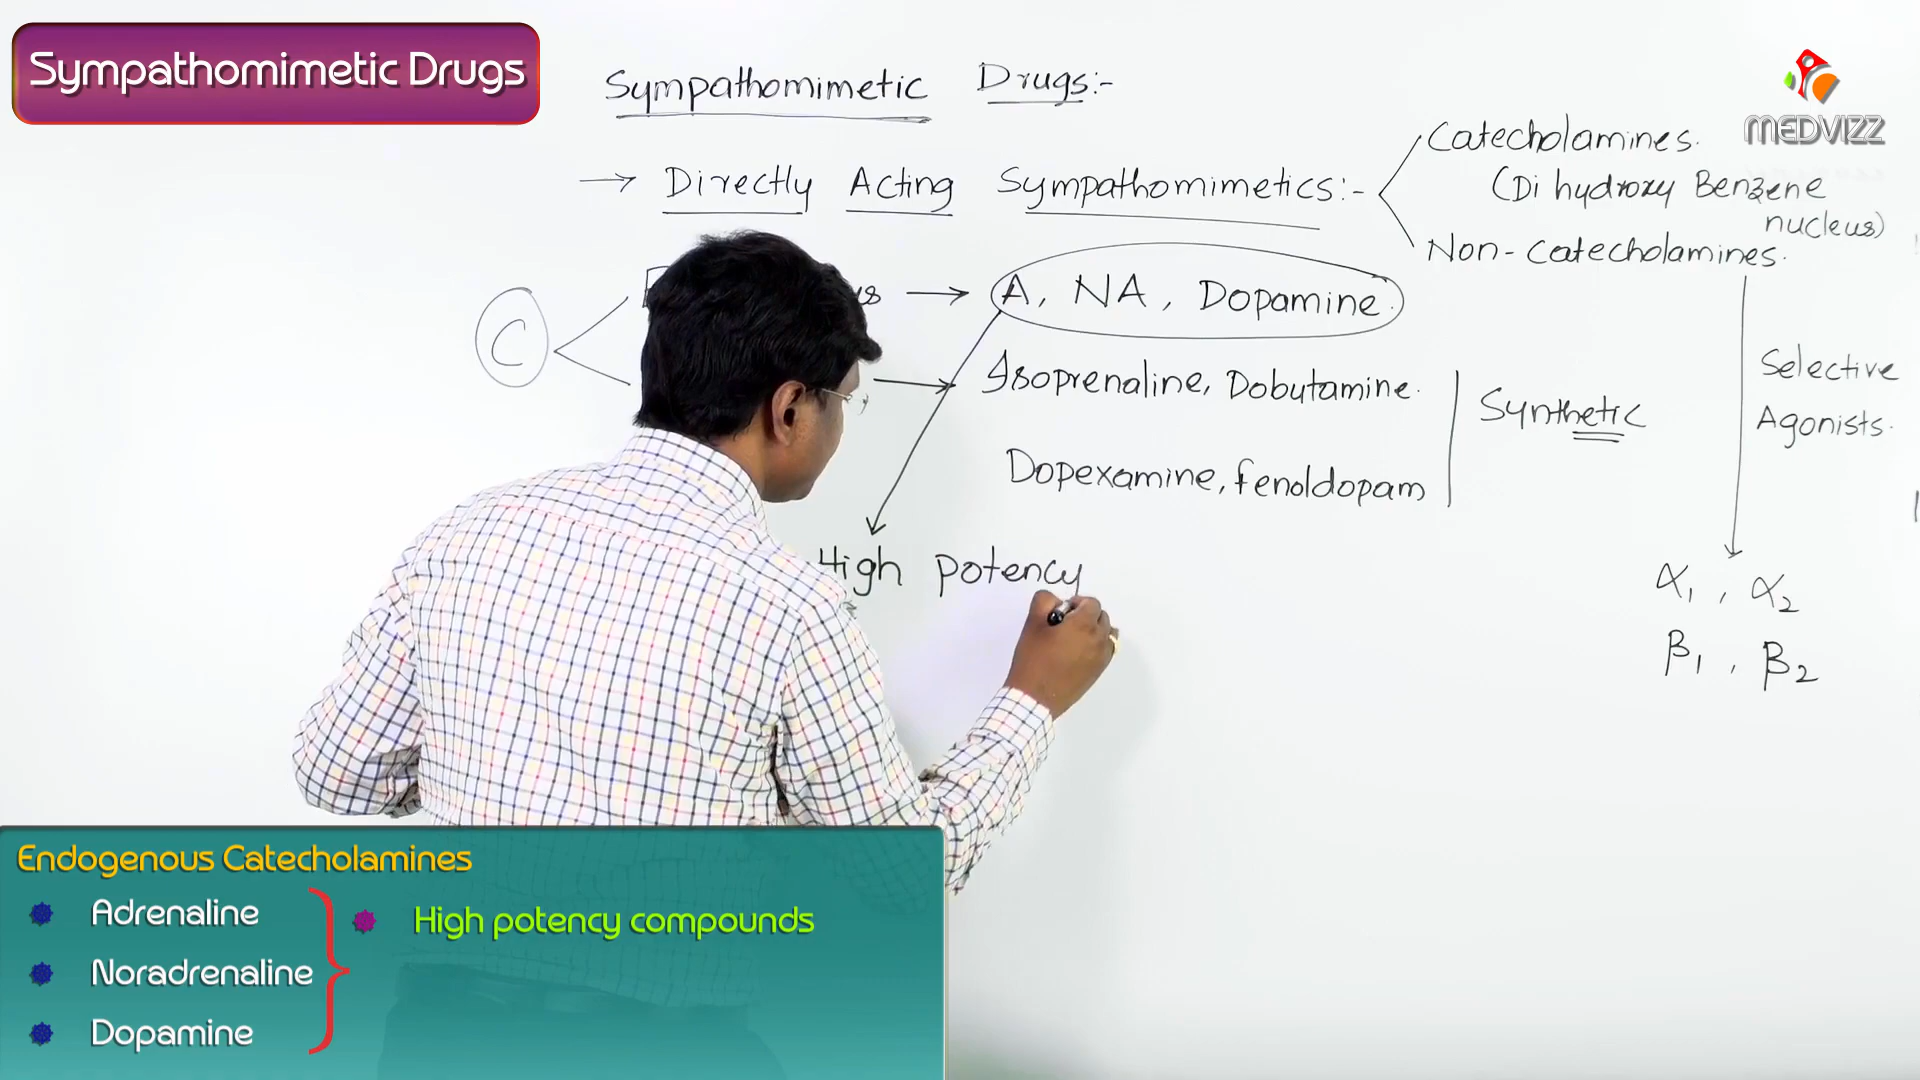 Sympathomimetic Drugs
Sympathomimetic Drugs:-
MEDVIZZ
Catecholamines.
(Di hydroxy Benzene
nucleus)
Non-Catecholamines.
→ Directly Acting Sympathomimetics:-
C
→ A, NA, Dopamine.
→ Isoprenaline, Dobutamine.
Dopexamine, Fenoldopam
Synthetic
Selective
Agonists.
α1, α2
β1, β2
High potency
Endogenous Catecholamines
Adrenaline
Noradrenaline
Dopamine
High potency compounds